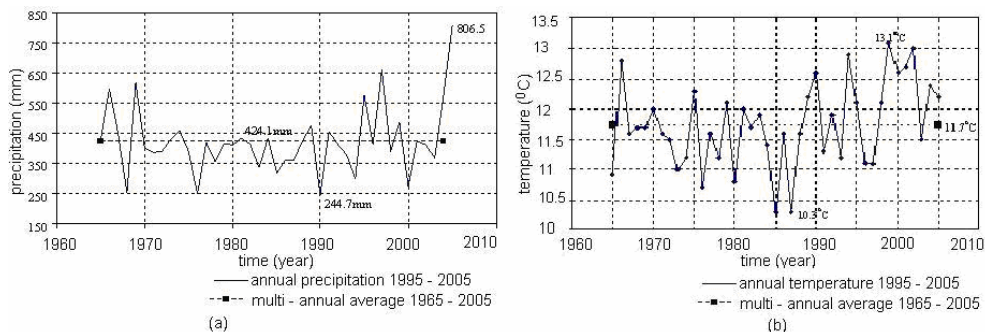 850
750
650
550
450
350
250
150
precipitation (mm)
806.5
424.1mm
244.7mm
1960
1970
1980
1990
2000
2010
time (year)
annual precipitation 1995 - 2005
multi - annual average 1965 - 2005
(a)
13.5
13
12.5
12
11.5
11
10.5
10
temperature (⁰C)
13.1°C
11.7°C
10.3°C
1960
1970
1980
1990
2000
2010
time (year)
annual temperature 1995 - 2005
multi - annual average 1965 - 2005
(b)